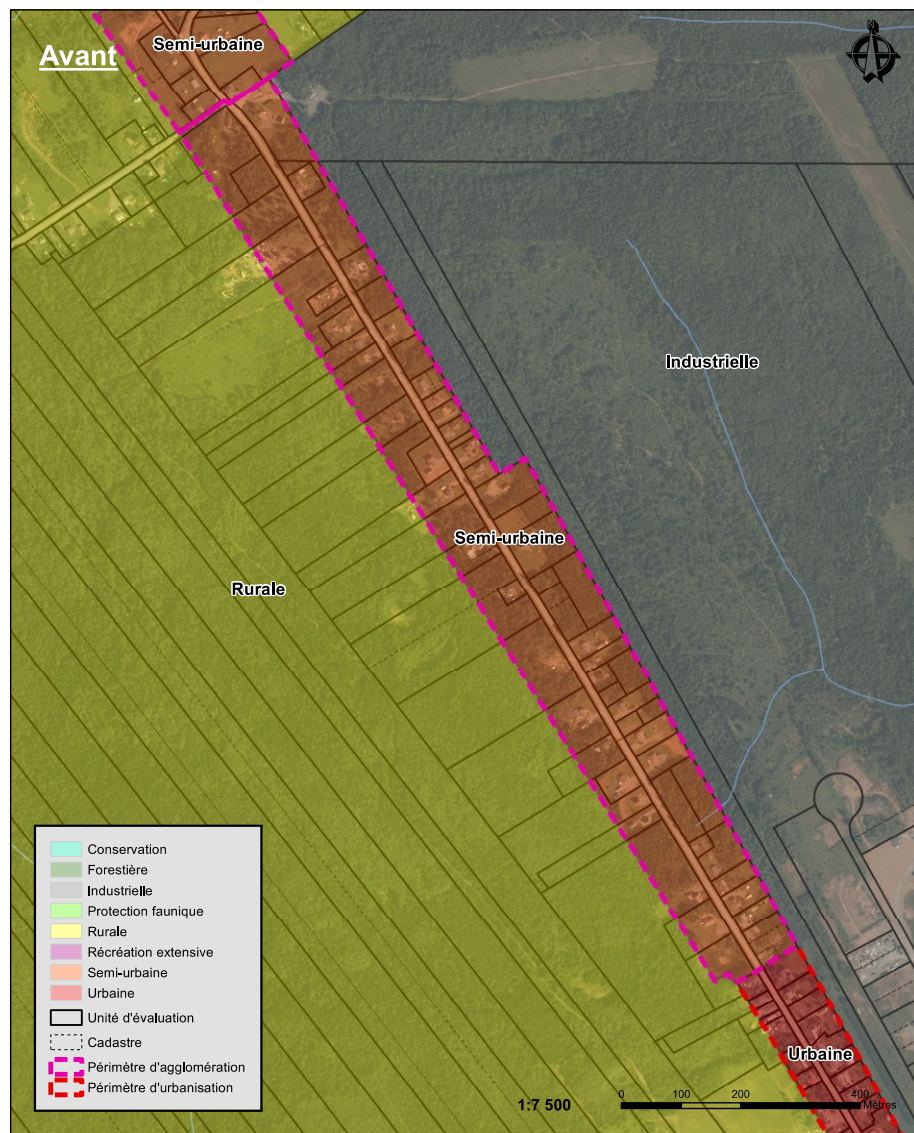 Avant
Semi-urbaine
N
Industrielle
Semi-urbaine
Rurale
Conservation
Forestière
Industrielle
Protection faunique
Rurale
Récréation extensive
Semi-urbaine
Urbaine
Unité d'évaluation
Cadastre
Périmètre d'agglomération
Périmètre d'urbanisation
Urbaine
1:7 500
0 100 200 400
Mètres